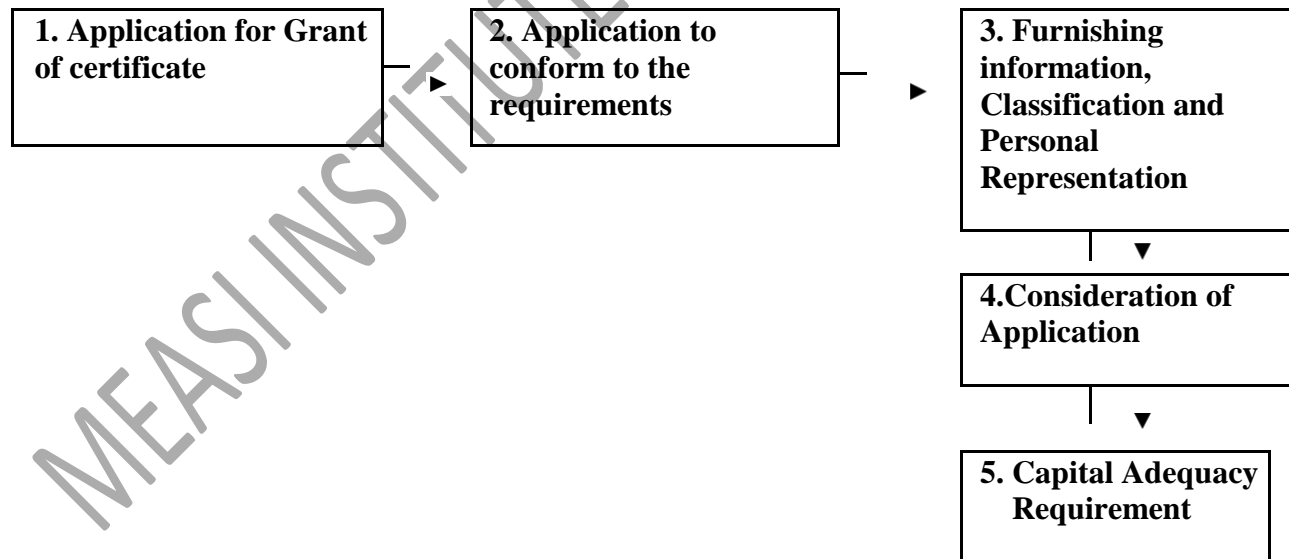 1. Application for Grant
of certificate
2. Application to
conform to the
requirements
3. Furnishing
information,
Classification and
Personal
Representation
4.Consideration of
Application
5. Capital Adequacy
Requirement
MEASI INSTITUTE